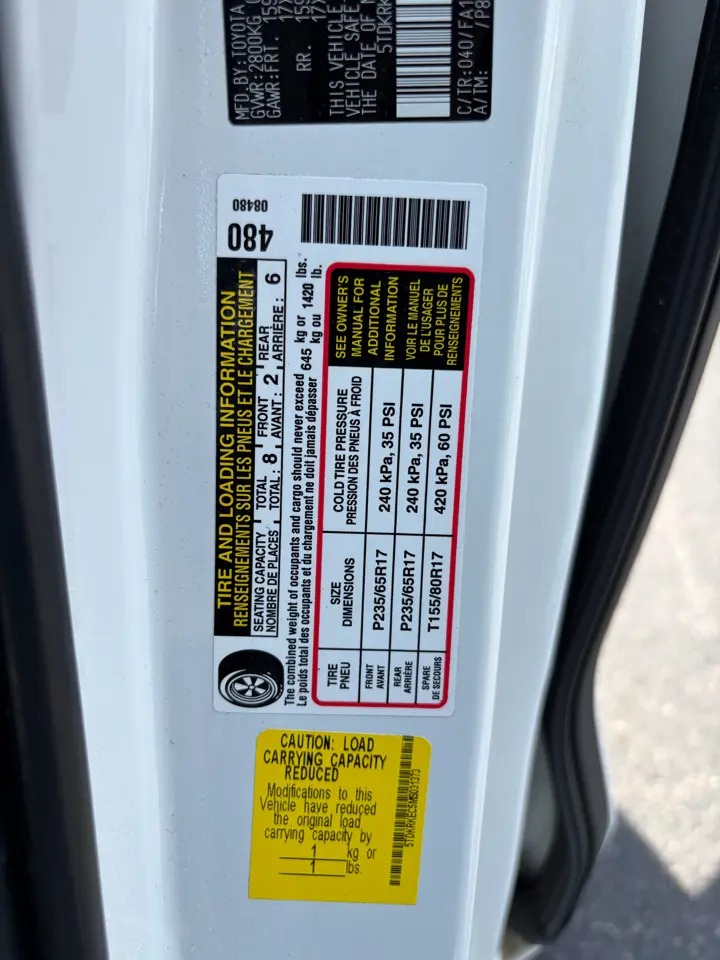 MFD.BY:TOYOTA
GVWR:2800KG
GAWR:FRT. 159
17X
RR. 159
17X
THIS VEHICLE
VEHICLE SAFE
THE DATE OF M
5TDKRK
C/TR:040/FA1
A/TM: /P8
480
08480
TIRE AND LOADING INFORMATION
RENSEIGNEMENTS SUR LES PNEUS ET LE CHARGEMENT
SEATING CAPACITY TOTAL : 8 FRONT 2 REAR 6
NOMBRE DE PLACES TOTAL : AVANT : ARRIÈRE :
The combined weight of occupants and cargo should never exceed 645 kg or 1420 lbs.
Le poids total des occupants et du chargement ne doit jamais dépasser kg ou lb.
TIRE SIZE COLD TIRE PRESSURE
PNEU DIMENSIONS PRESSION DES PNEUS À FROID
FRONT
AVANT
P235/65R17 240 kPa, 35 PSI
REAR
ARRIÈRE
P235/65R17 240 kPa, 35 PSI
SPARE
DE SECOURS
T155/80R17 420 kPa, 60 PSI
SEE OWNER'S
MANUAL FOR
ADDITIONAL
INFORMATION
VOIR LE MANUEL
DE L'USAGER
POUR PLUS DE
RENSEIGNEMENTS
CAUTION: LOAD
CARRYING CAPACITY
REDUCED
Modifications to this
Vehicle have reduced
the original load
carrying capacity by
1 kg or
1 lbs.
5TDKRKEC5MS031373